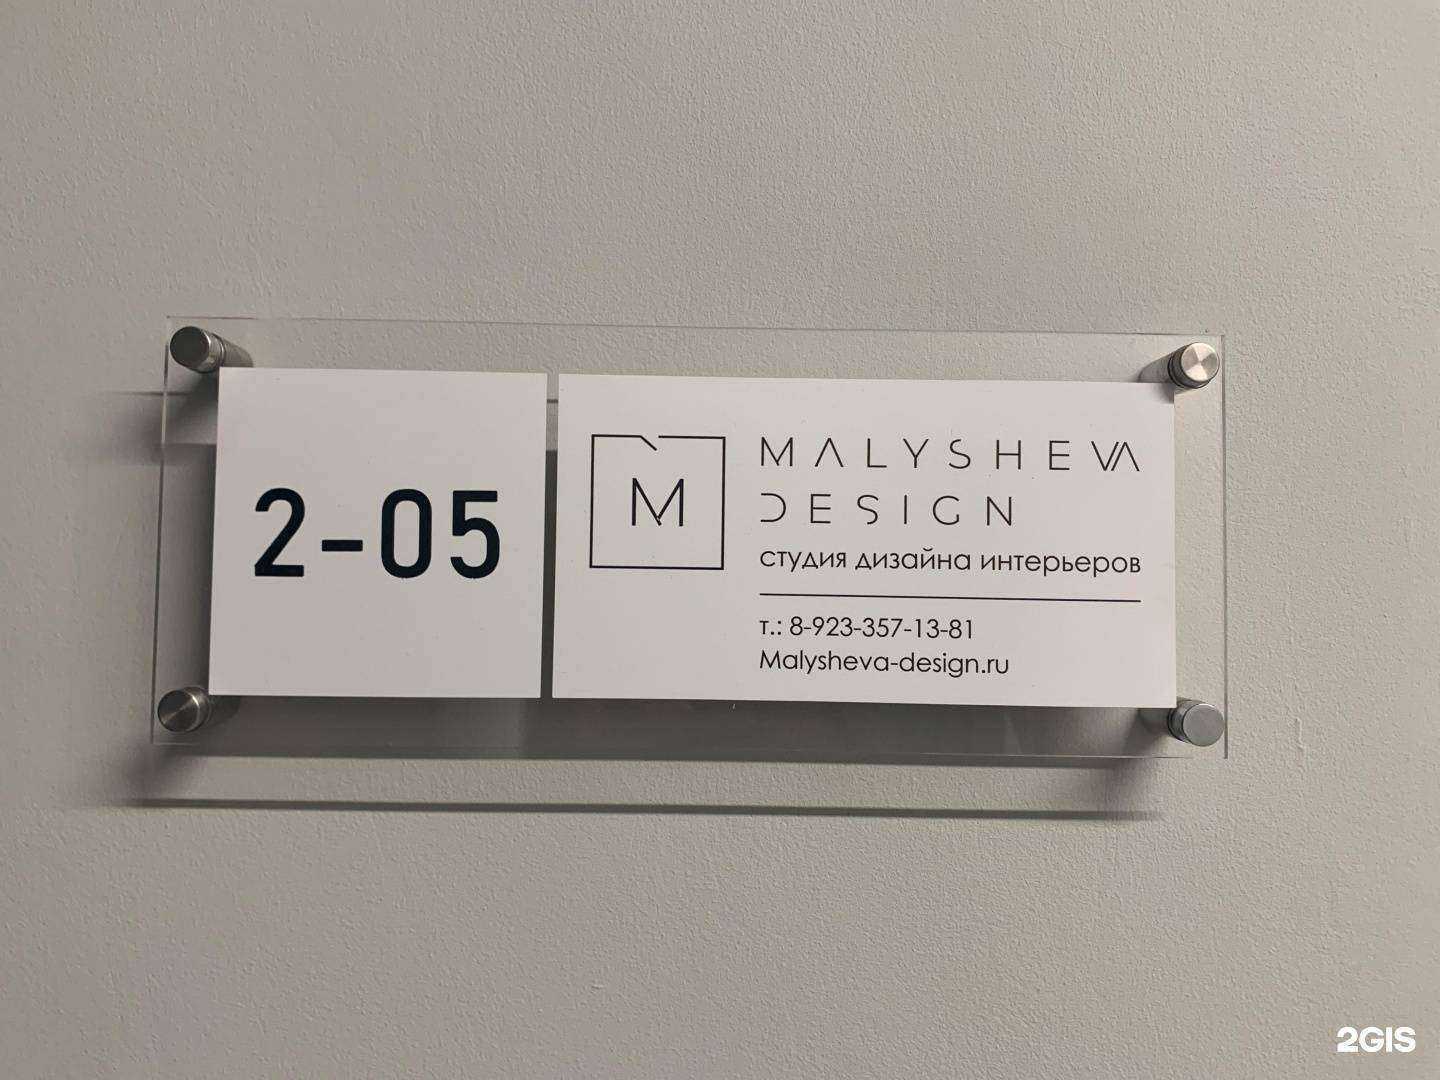 2-05
M
MALYSHEVA
DESIGN
студия дизайна интерьеров
т.: 8-923-357-13-81
Malysheva-design.ru
2GIS